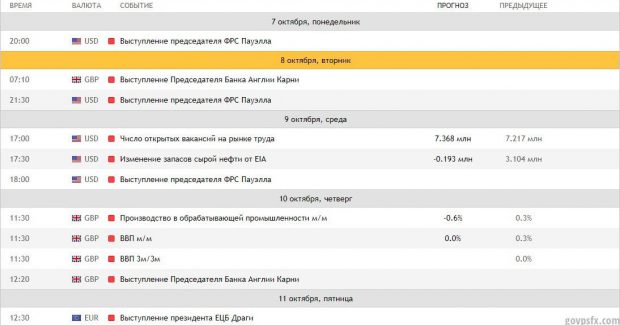 ВРЕМЯ ВАЛЮТА СОБЫТИЕ ПРОГНОЗ ПРЕДЫДУЩЕЕ
7 октября, понедельник
20:00 USD Выступление председателя ФРС Пауэлла
8 октября, вторник
07:10 GBP Выступление Председателя Банка Англии Карни
21:30 USD Выступление председателя ФРС Пауэлла
9 октября, среда
17:00 USD Число открытых вакансий на рынке труда 7.368 млн 7.217 млн
17:30 USD Изменение запасов сырой нефти от EIA -0.193 млн 3.104 млн
18:00 USD Выступление председателя ФРС Пауэлла
10 октября, четверг
11:30 GBP Производство в обрабатывающей промышленности м/м -0.6% 0.3%
11:30 GBP ВВП м/м 0.0% 0.3%
11:30 GBP ВВП 3м/3м 0.0%
12:20 GBP Выступление Председателя Банка Англии Карни
11 октября, пятница
12:30 EUR Выступление президента ЕЦБ Драги
govpsfx.com